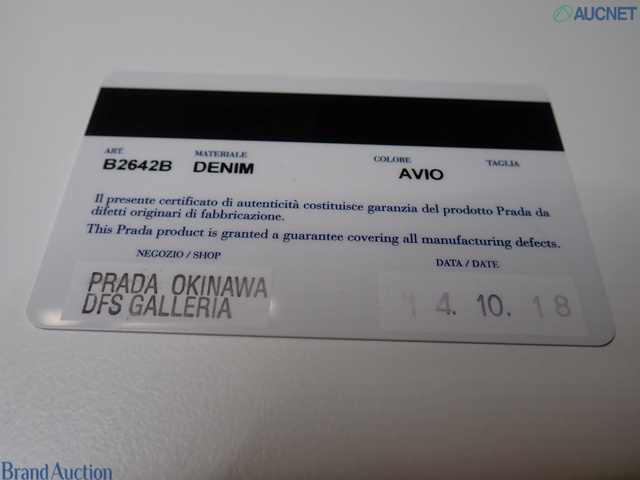 AUCNET
ART. MATERIALE COLORE TAGLIA
B2642B DENIM AVIO
Il presente certificato di autenticità costituisce garanzia del prodotto Prada da
difetti originari di fabbricazione.
This Prada product is granted a guarantee covering all manufacturing defects.
NEGOZIO / SHOP DATA / DATE
PRADA OKINAWA
DFS GALLERIA
14. 10. 18
Brand Auction